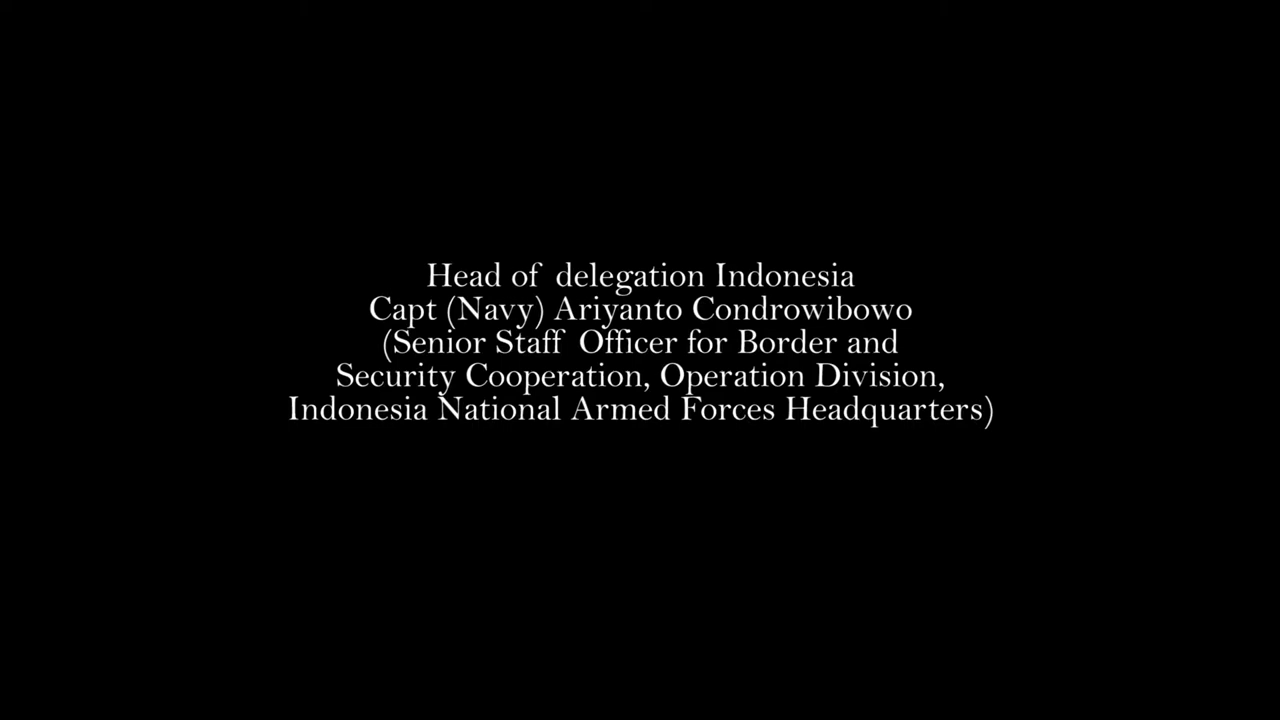 Head of delegation Indonesia
Capt (Navy) Ariyanto Condrowibowo
(Senior Staff Officer for Border and
Security Cooperation, Operation Division,
Indonesia National Armed Forces Headquarters)